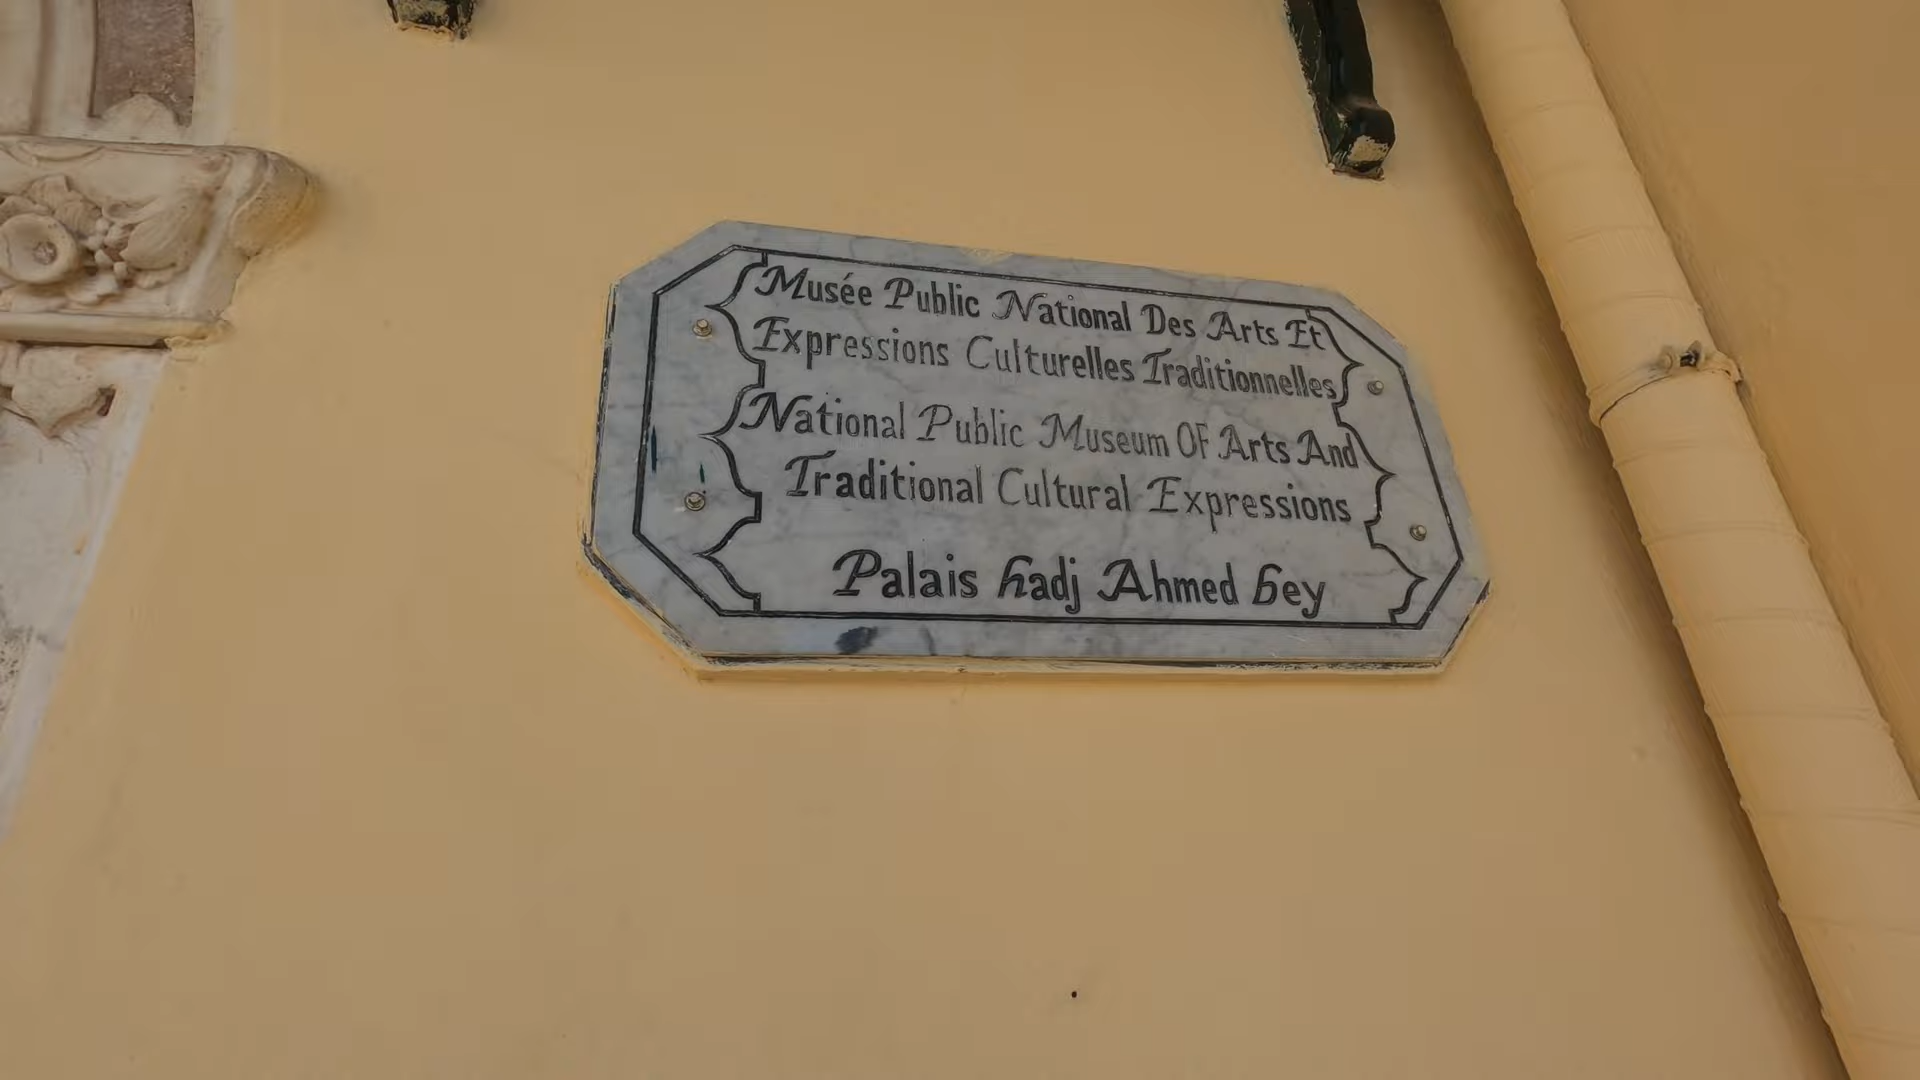 Musée Public National Des Arts Et
Expressions Culturelles Traditionnelles
National Public Museum OF Arts And
Traditional Cultural Expressions
Palais hadj Ahmed bey